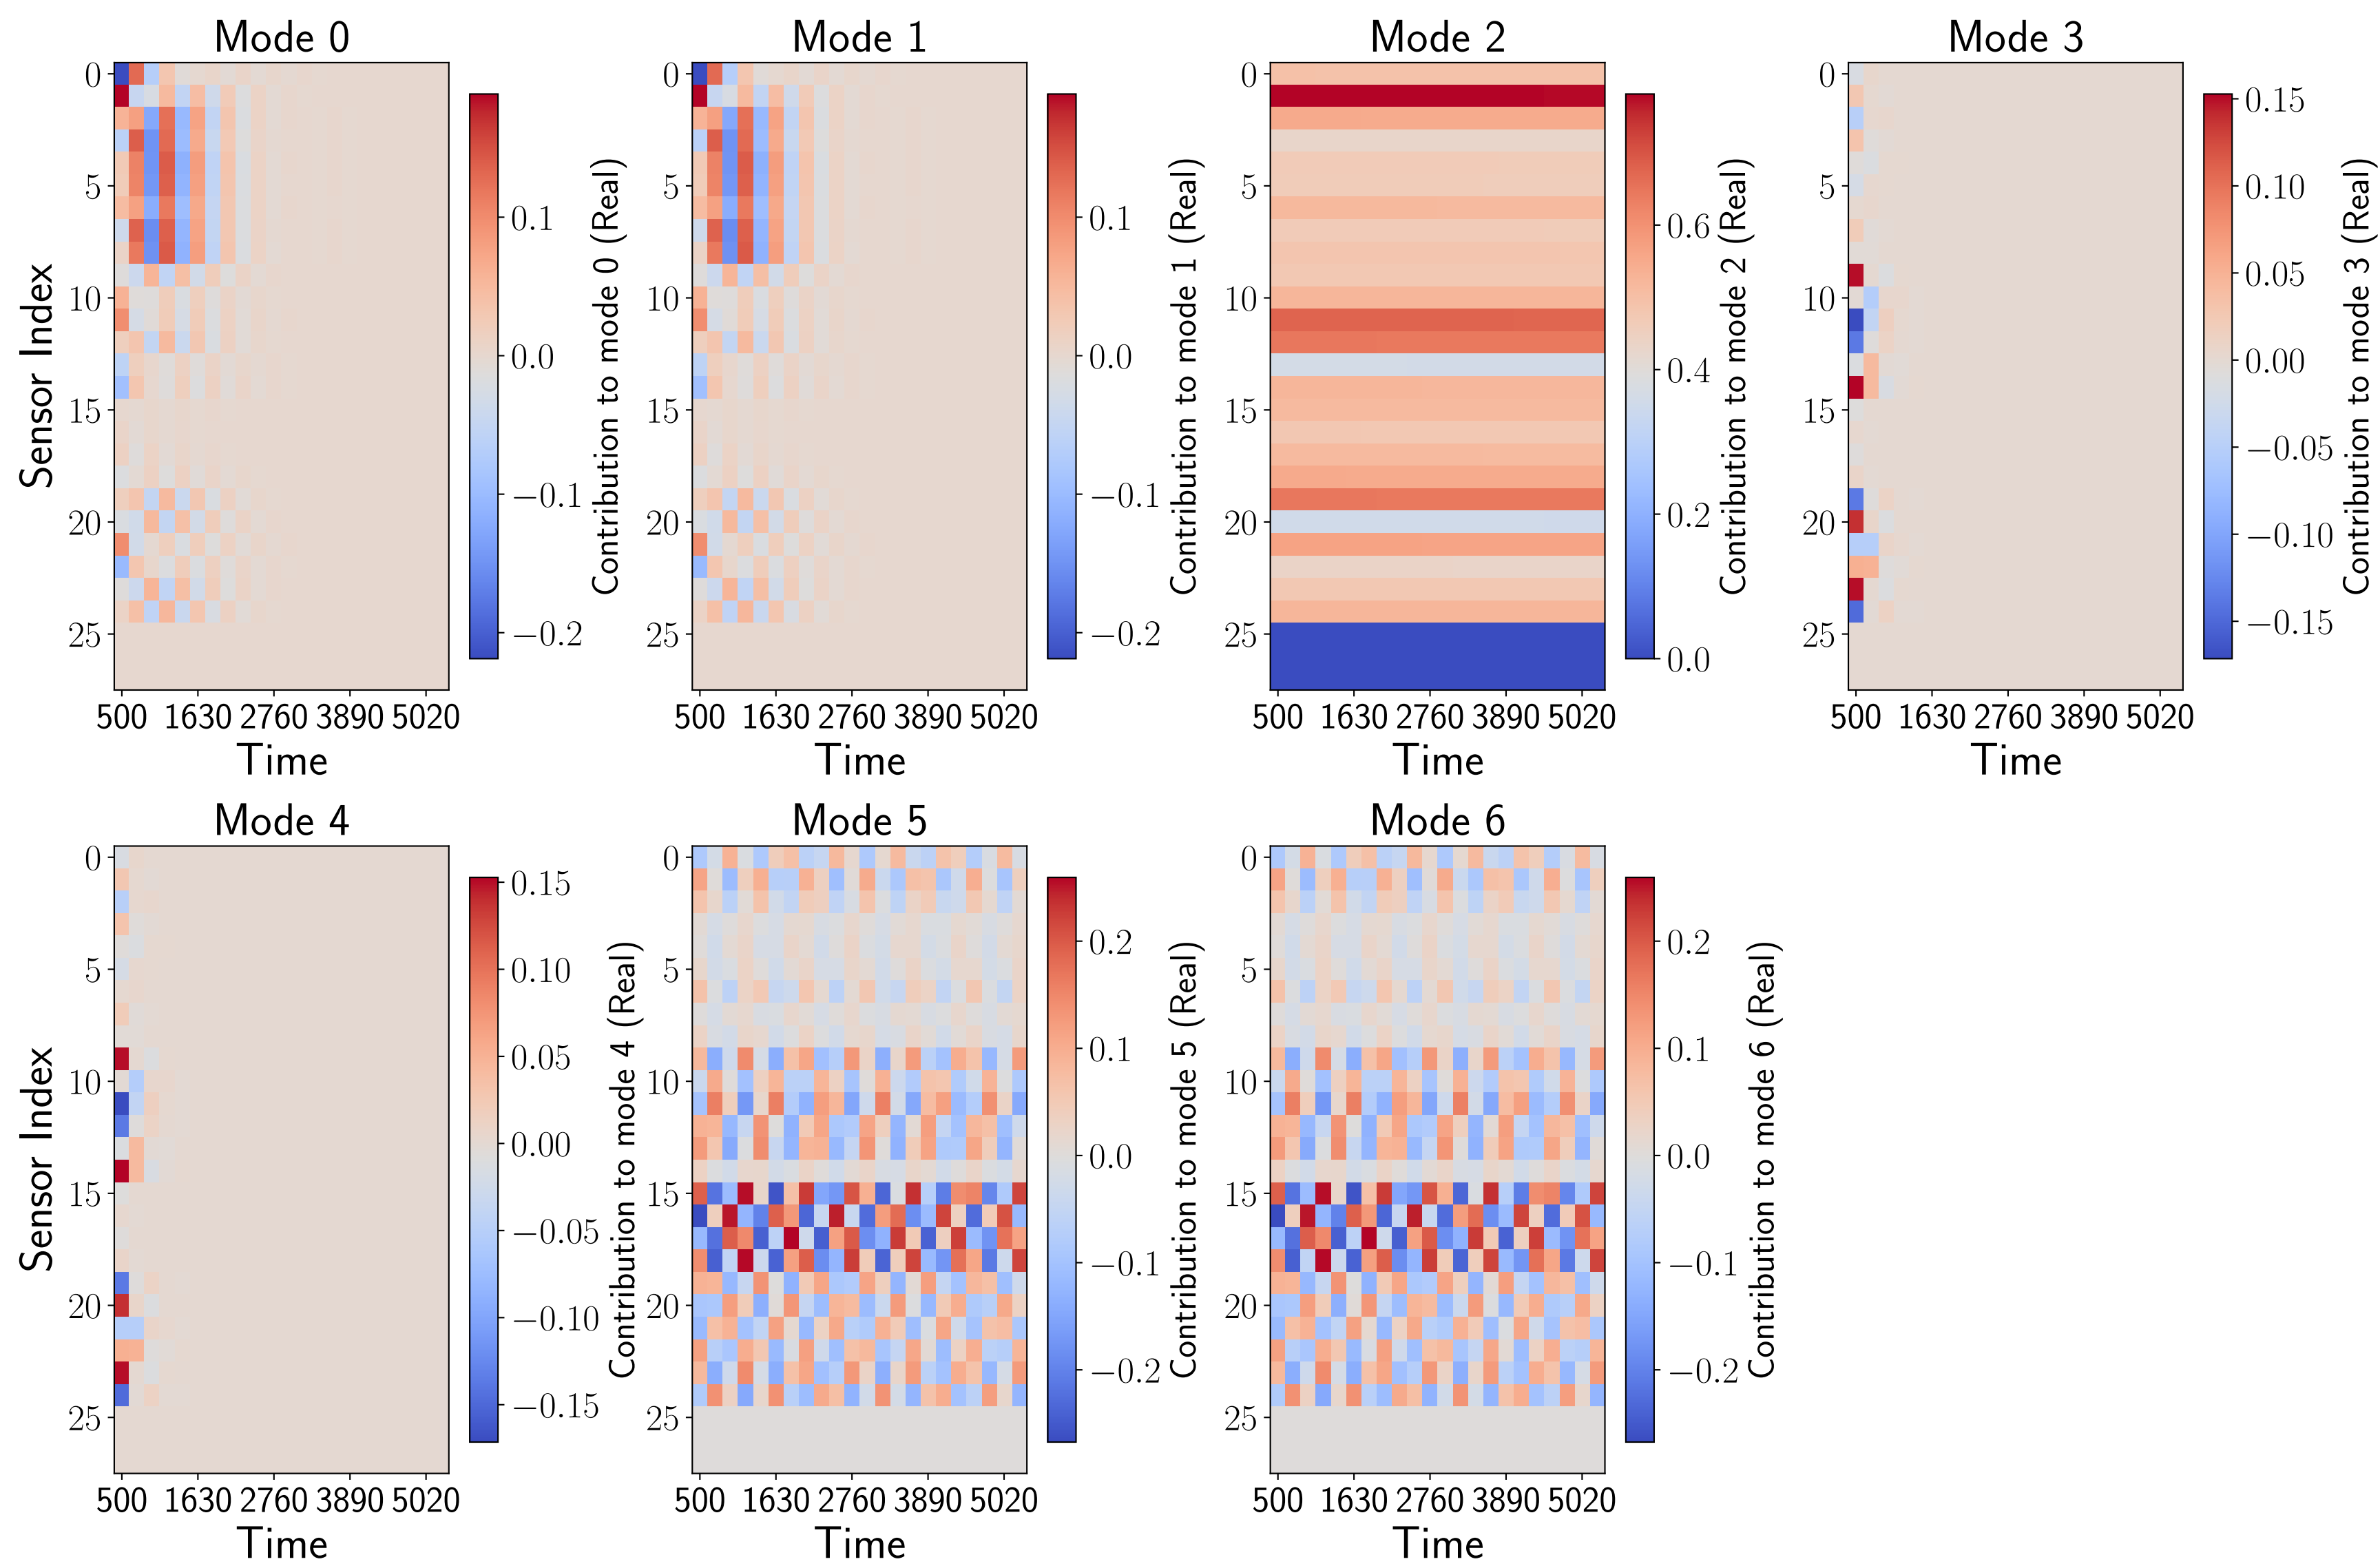 Mode 0
Mode 1
Mode 2
Mode 3
Sensor Index
0
5
10
15
20
25
500 1630 2760 3890 5020
Time
0.1
0.0
−0.1
−0.2
Contribution to mode 0 (Real)
0
5
10
15
20
25
500 1630 2760 3890 5020
Time
0.1
0.0
−0.1
−0.2
Contribution to mode 1 (Real)
0
5
10
15
20
25
500 1630 2760 3890 5020
Time
0.6
0.4
0.2
0.0
Contribution to mode 2 (Real)
0
5
10
15
20
25
500 1630 2760 3890 5020
Time
0.15
0.10
0.05
0.00
−0.05
−0.10
−0.15
Contribution to mode 3 (Real)
Mode 4
Mode 5
Mode 6
Sensor Index
0
5
10
15
20
25
500 1630 2760 3890 5020
Time
0.15
0.10
0.05
0.00
−0.05
−0.10
−0.15
Contribution to mode 4 (Real)
0
5
10
15
20
25
500 1630 2760 3890 5020
Time
0.2
0.1
0.0
−0.1
−0.2
Contribution to mode 5 (Real)
0
5
10
15
20
25
500 1630 2760 3890 5020
Time
0.2
0.1
0.0
−0.1
−0.2
Contribution to mode 6 (Real)